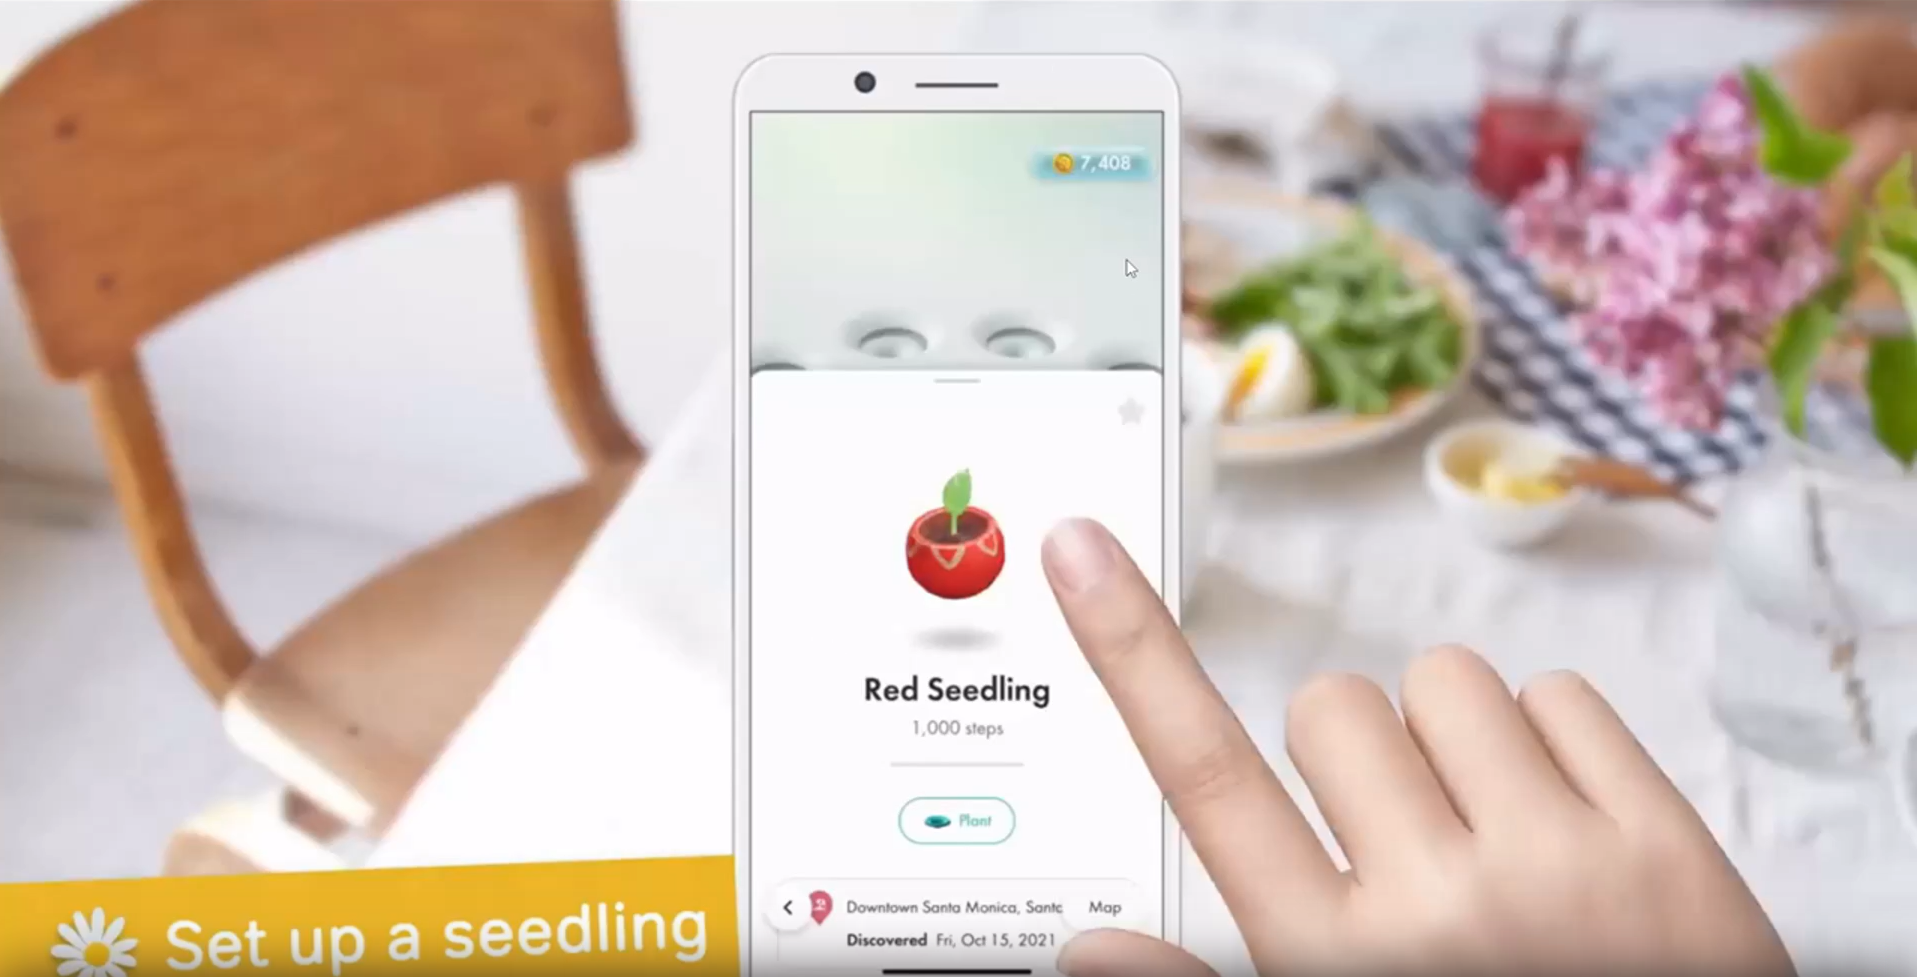 7,408
Red Seedling
1,000 steps
Plant
Downtown Santa Monica, Santa
Map
Discovered Fri, Oct 15, 2021
Set up a seedling